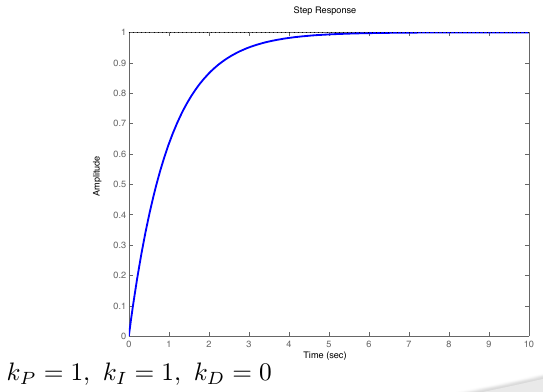 Step Response
1
0.9
0.8
0.7
0.6
0.5
0.4
0.3
0.2
0.1
0
Amplitude
0 1 2 3 4 5 6 7 8 9 10
Time (sec)
k_P = 1, k_I = 1, k_D = 0